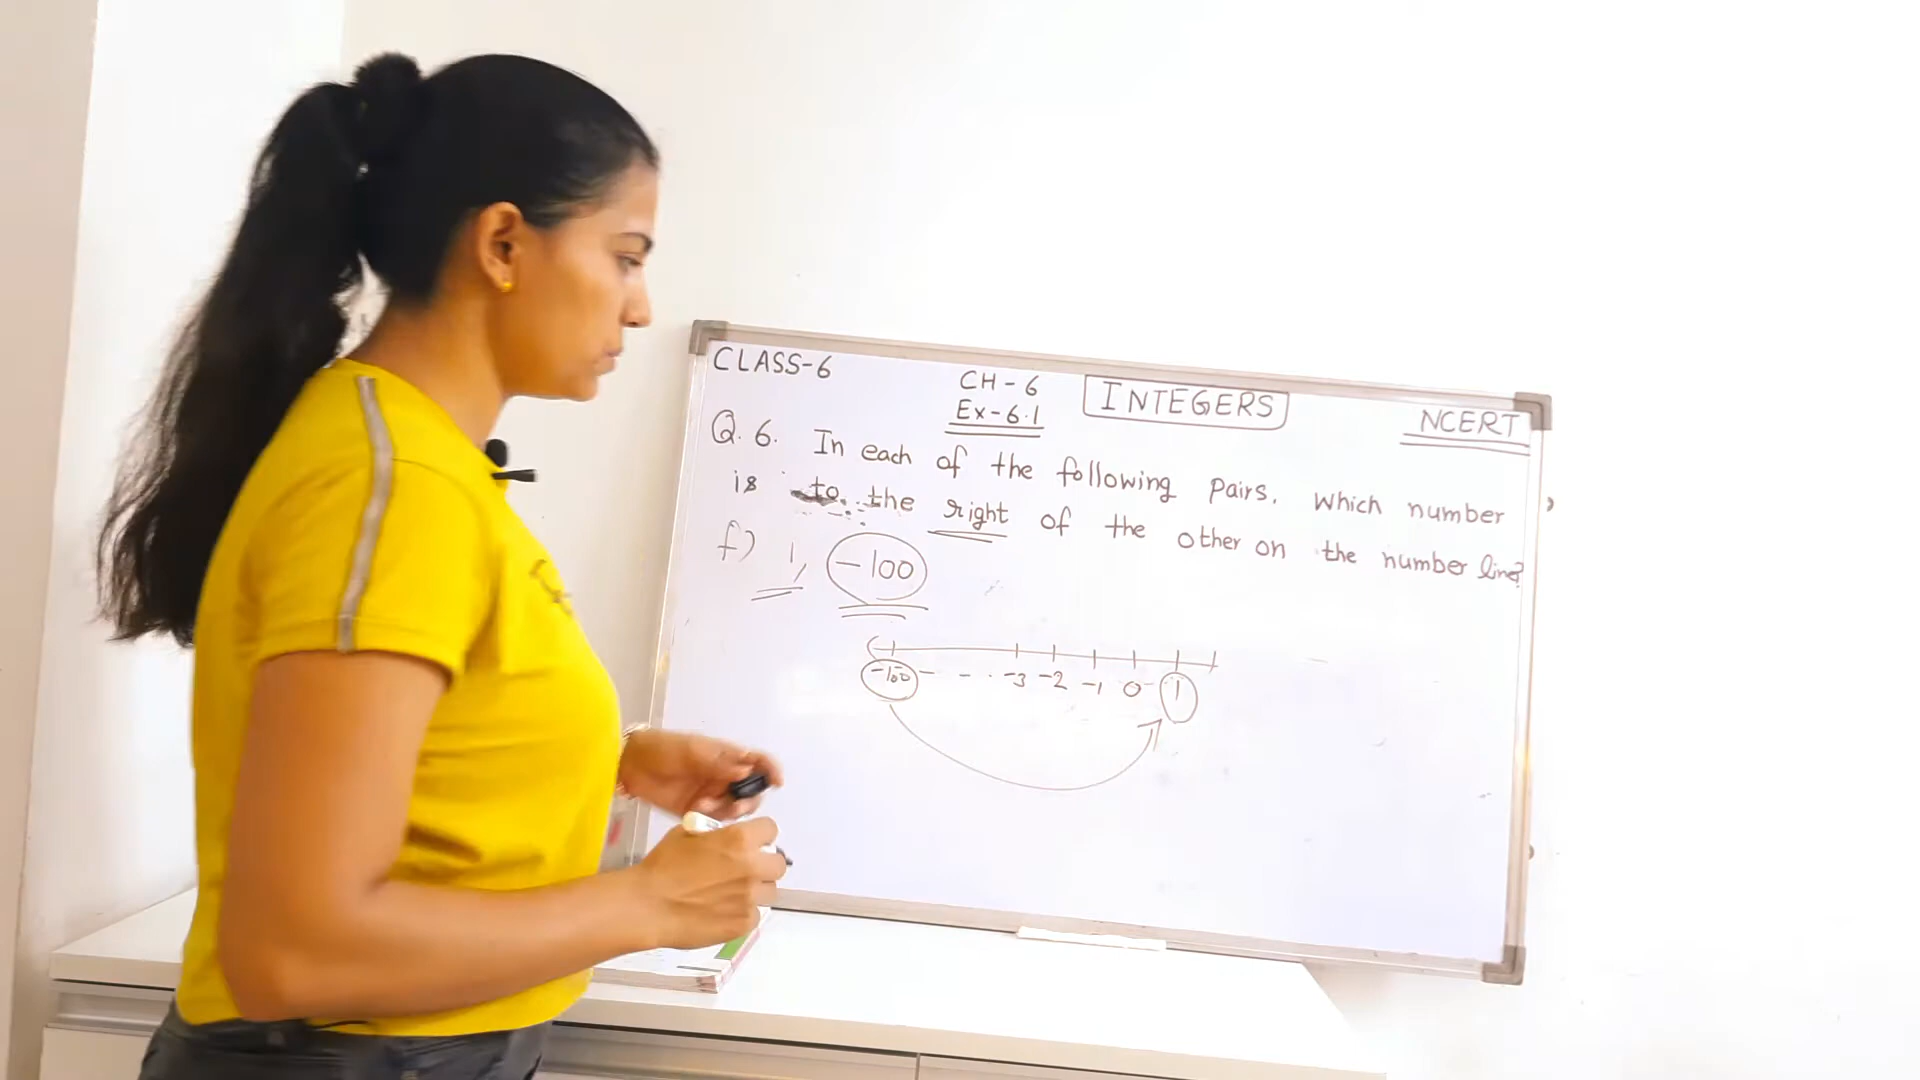 CLASS-6
CH-6
Ex-6.1
INTEGERS
NCERT
Q.6. In each of the following pairs, which number
is to the right of the other on the number line?
f) 1, -100
-100 - - . -3 -2 -1 0 1